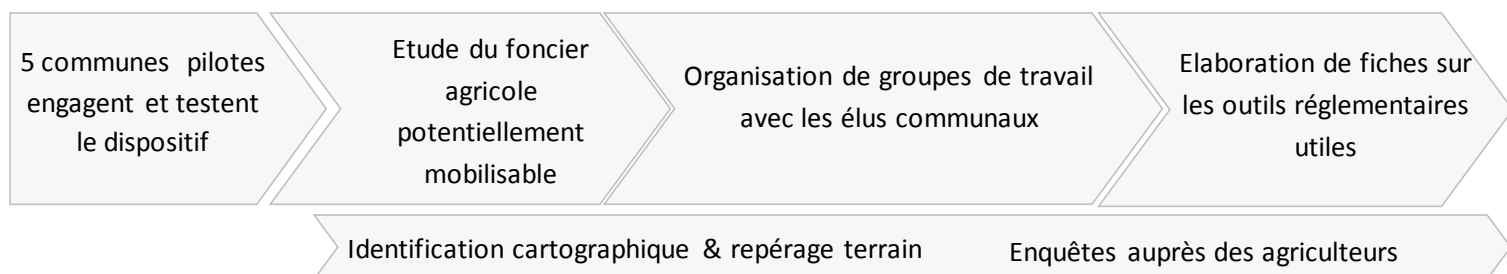 5 communes pilotes
engagent et testent
le dispositif
Etude du foncier
agricole
potentiellement
mobilisable
Organisation de groupes de travail
avec les élus communaux
Elaboration de fiches sur
les outils réglementaires
utiles
Identification cartographique & repérage terrain
Enquêtes auprès des agriculteurs